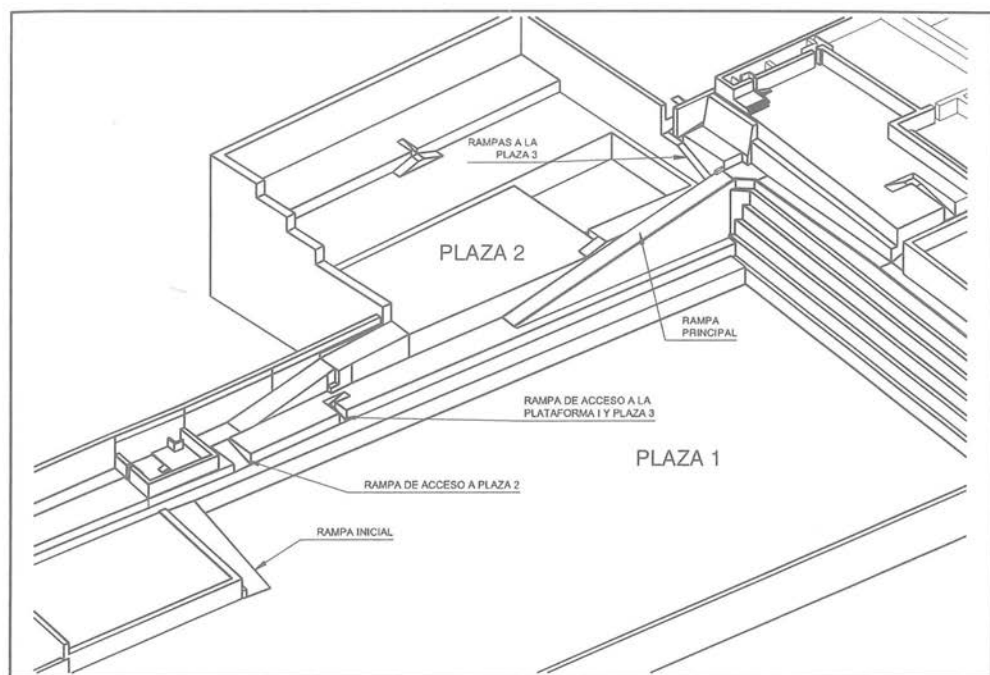 RAMPAS A LA
PLAZA 3
PLAZA 2
RAMPA
PRINCIPAL
RAMPA DE ACCESO A LA
PLATAFORMA I Y PLAZA 3
PLAZA 1
RAMPA DE ACCESO A PLAZA 2
RAMPA INICIAL